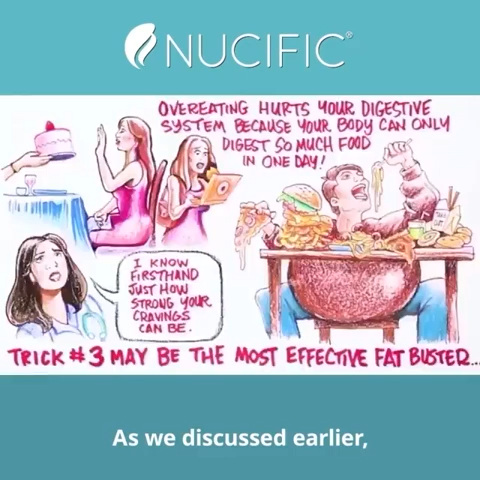 NUCIFIC®
OVEREATING HURTS YOUR DIGESTIVE
SYSTEM BECAUSE YOUR BODY CAN ONLY
DIGEST SO MUCH FOOD
IN ONE DAY!
I KNOW
FIRSTHAND
JUST HOW
STRONG YOUR
CRAVINGS
CAN BE.
TRICK #3 MAY BE THE MOST EFFECTIVE FAT BUSTER...
As we discussed earlier,